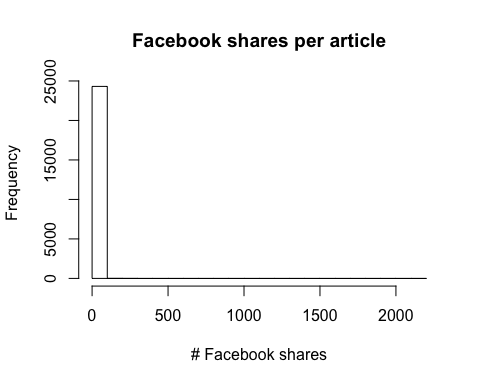 Facebook shares per article
Frequency
25000
15000
5000
0
0 500 1000 1500 2000
# Facebook shares